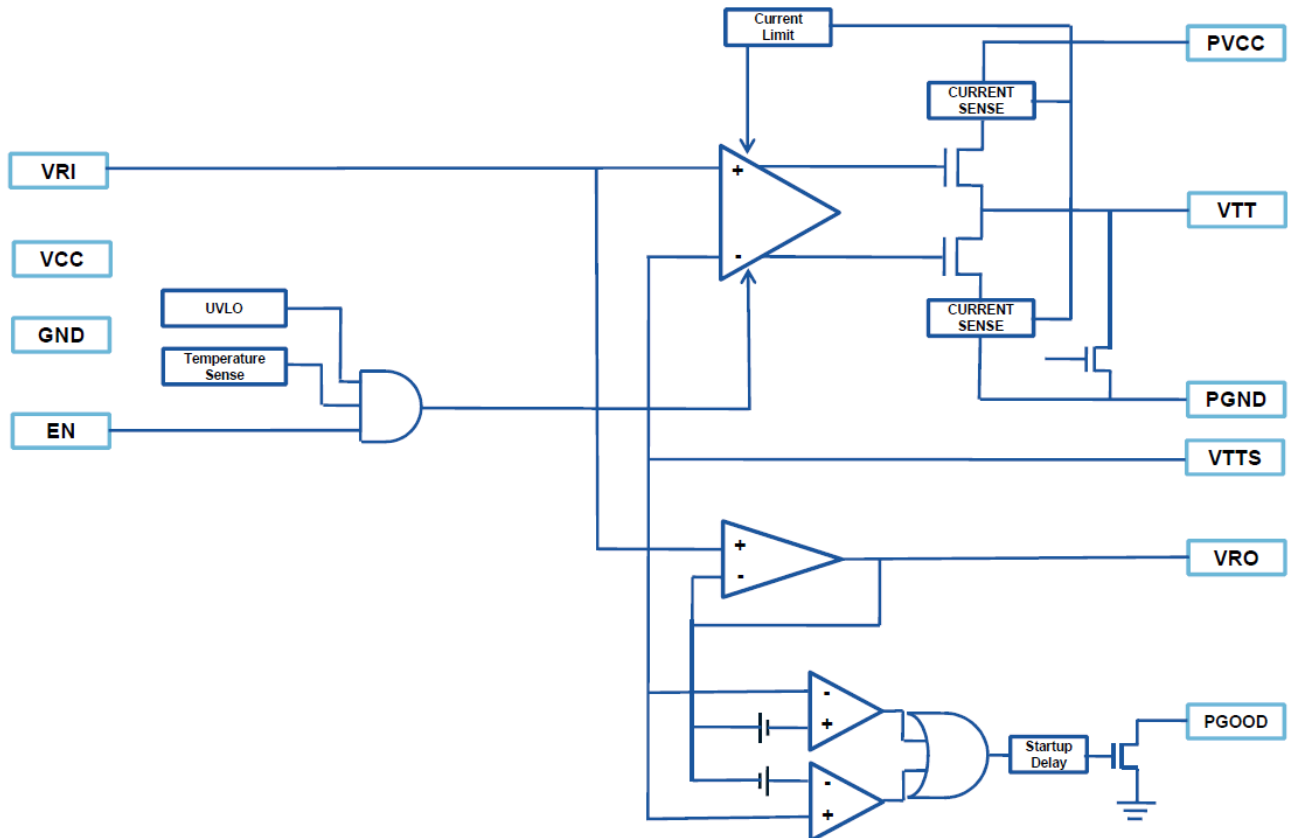 Current
Limit
PVCC
CURRENT
SENSE
VRI
+
-
VTT
VCC
UVLO
GND
CURRENT
SENSE
Temperature
Sense
PGND
EN
VTTS
+
-
VRO
-
+
PGOOD
Startup
Delay
-
+